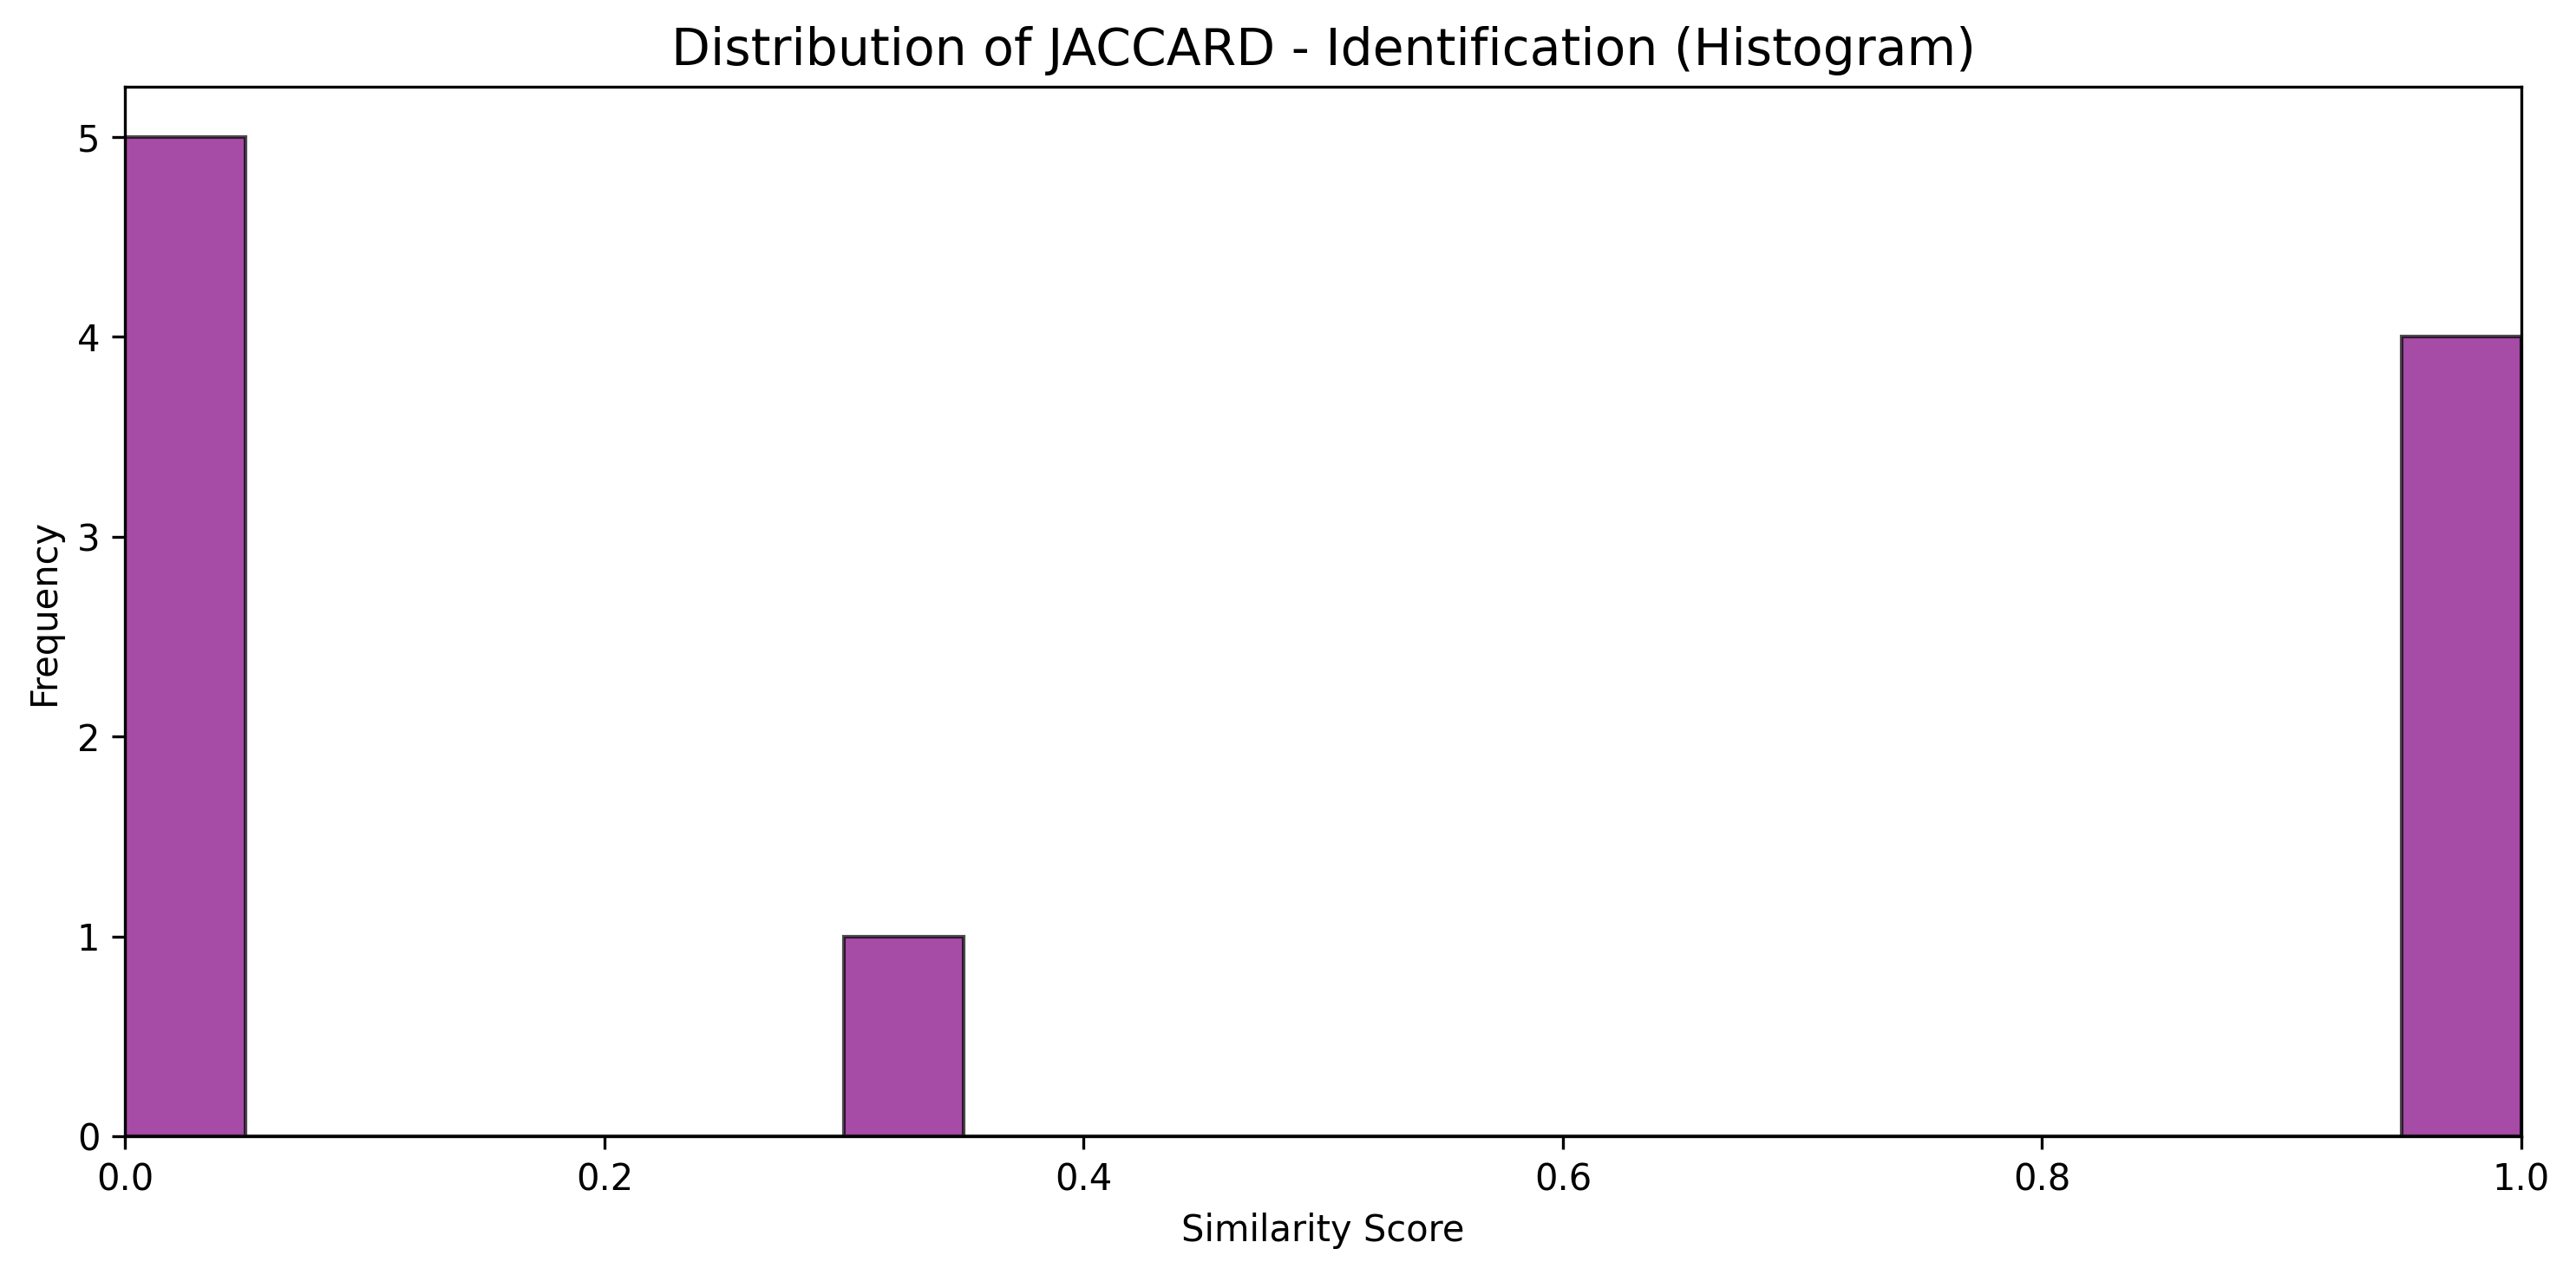 Distribution of JACCARD - Identification (Histogram)
5
4
3
2
1
0
Frequency
0.0 0.2 0.4 0.6 0.8 1.0
Similarity Score